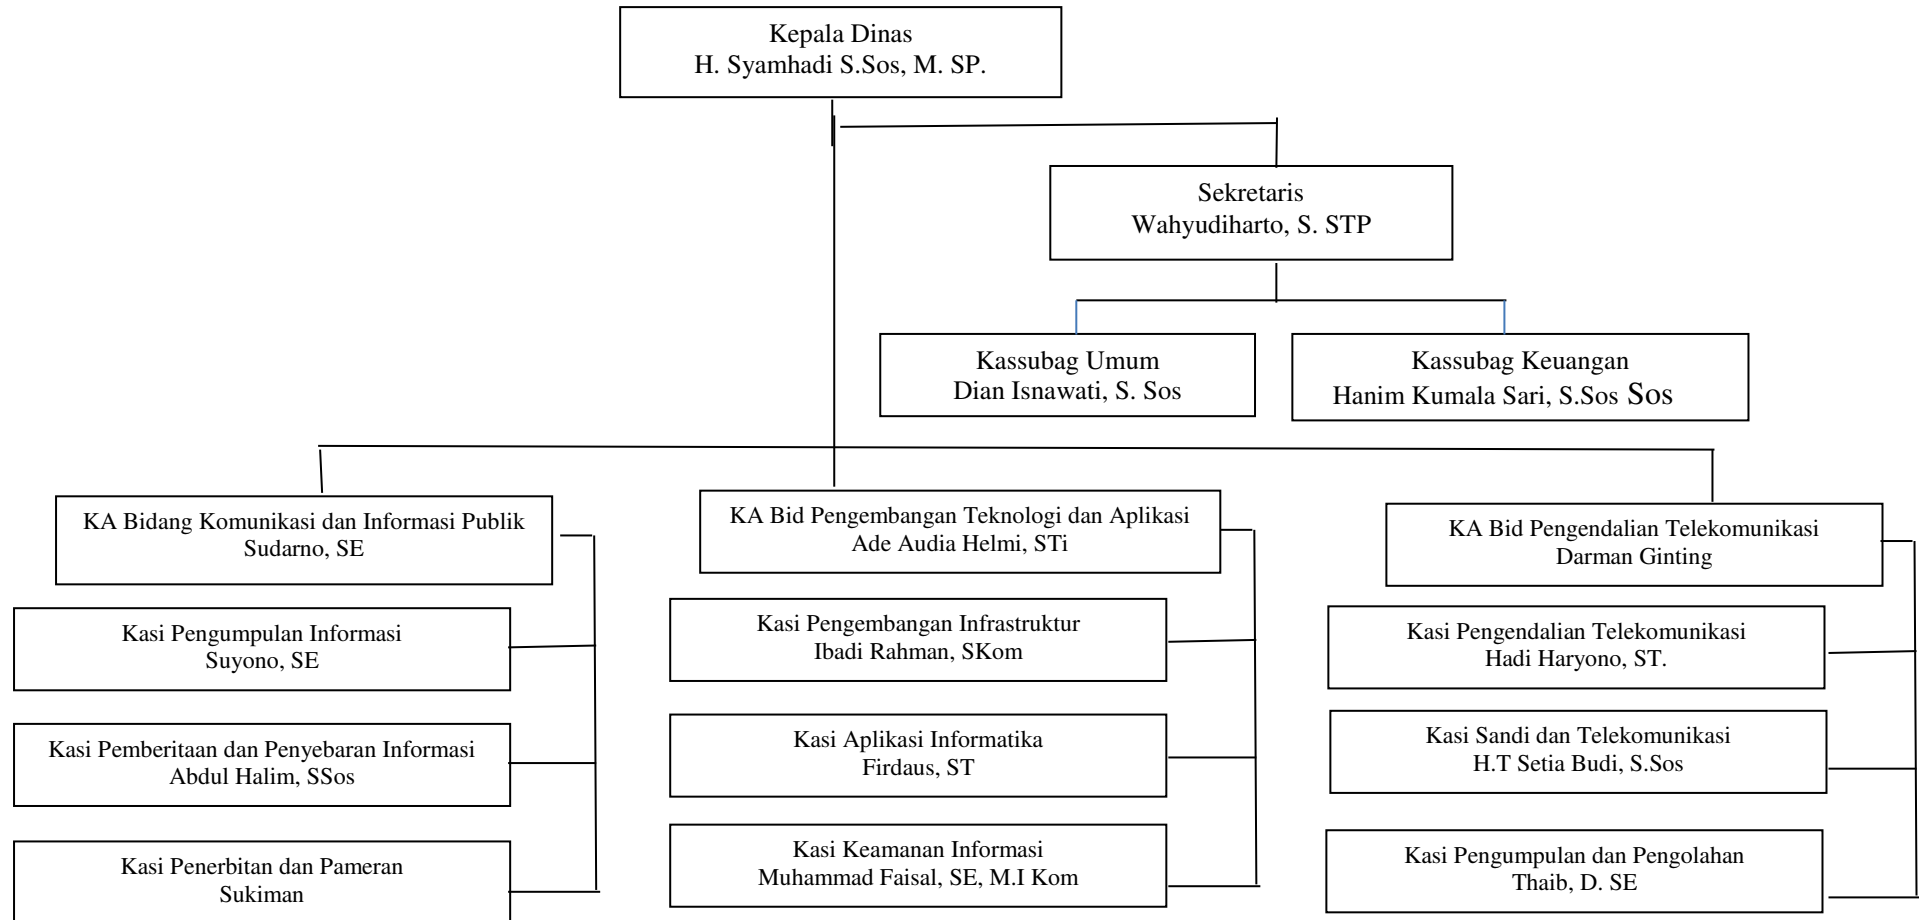 Kepala Dinas
H. Syamhadi S.Sos, M. SP.
Sekretaris
Wahyudiharto, S. STP
Kassubag Umum
Dian Isnawati, S. Sos
Kassubag Keuangan
Hanim Kumala Sari, S.Sos Sos
KA Bidang Komunikasi dan Informasi Publik
Sudarno, SE
Kasi Pengumpulan Informasi
Suyono, SE
Kasi Pemberitaan dan Penyebaran Informasi
Abdul Halim, SSos
Kasi Penerbitan dan Pameran
Sukiman
KA Bid Pengembangan Teknologi dan Aplikasi
Ade Audia Helmi, STi
Kasi Pengembangan Infrastruktur
Ibadi Rahman, SKom
Kasi Aplikasi Informatika
Firdaus, ST
Kasi Keamanan Informasi
Muhammad Faisal, SE, M.I Kom
KA Bid Pengendalian Telekomunikasi
Darman Ginting
Kasi Pengendalian Telekomunikasi
Hadi Haryono, ST.
Kasi Sandi dan Telekomunikasi
H.T Setia Budi, S.Sos
Kasi Pengumpulan dan Pengolahan
Thaib, D. SE